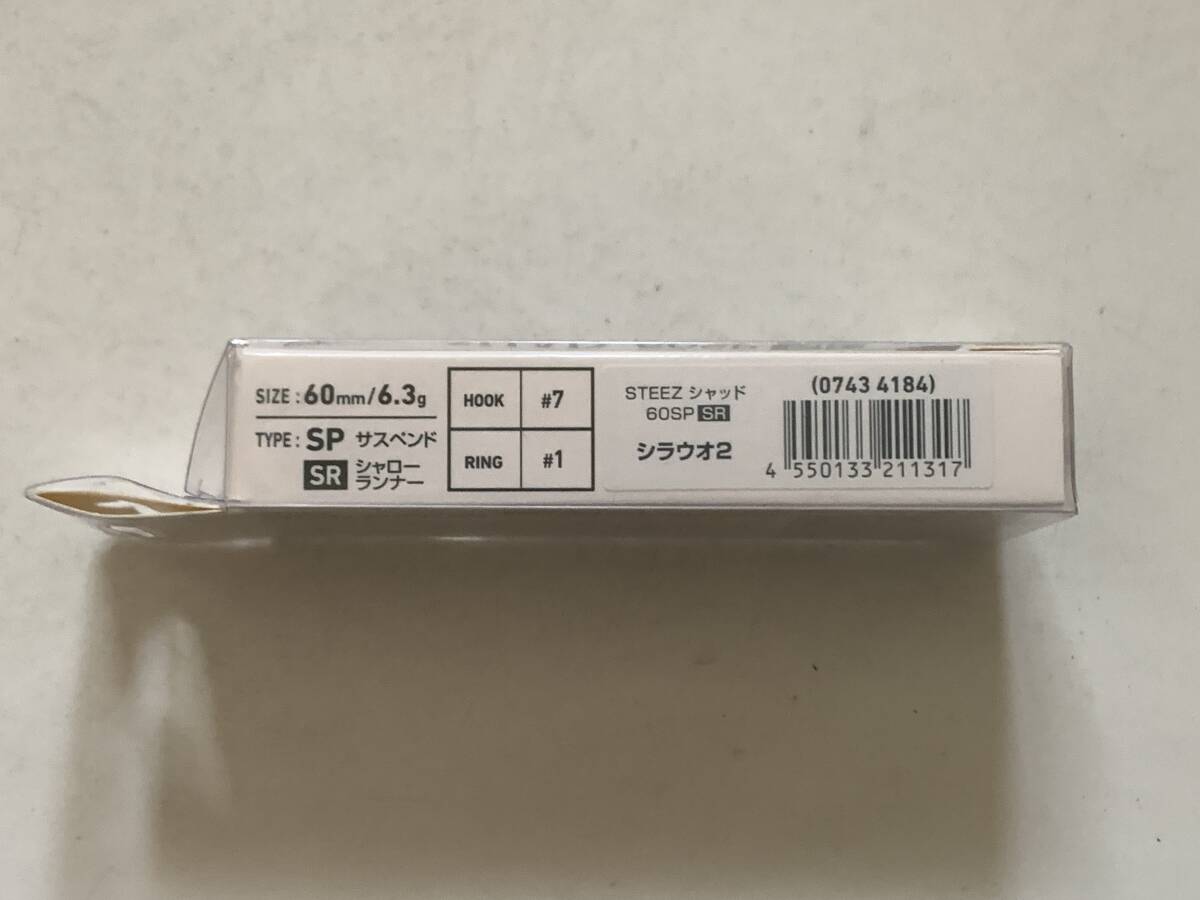 SIZE : 60mm/6.3g
TYPE : SP サスペンド
SR シャロー
ランナー
HOOK #7
RING #1
STEEZ シャッド
60SP SR
シラウオ2
(0743 4184)
4 550133 211317